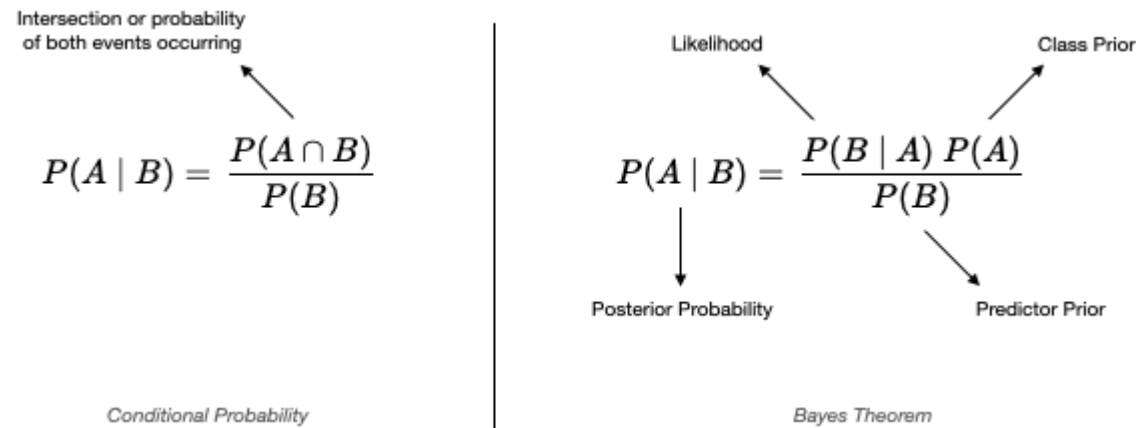 Intersection or probability
of both events occurring
P(A | B) = P(A ∩ B) / P(B)
Conditional Probability
Likelihood
Class Prior
P(A | B) = P(B | A) P(A) / P(B)
Posterior Probability
Predictor Prior
Bayes Theorem